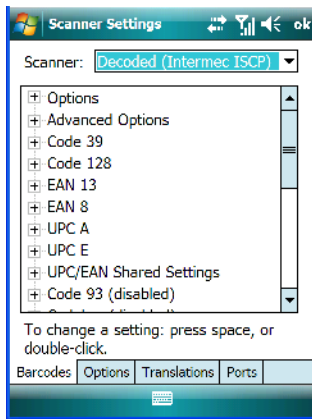 Scanner Settings ok
Scanner: Decoded (Intermec ISCP)
Options
Advanced Options
Code 39
Code 128
EAN 13
EAN 8
UPC A
UPC E
UPC/EAN Shared Settings
Code 93 (disabled)
To change a setting: press space, or
double-click.
Barcodes Options Translations Ports